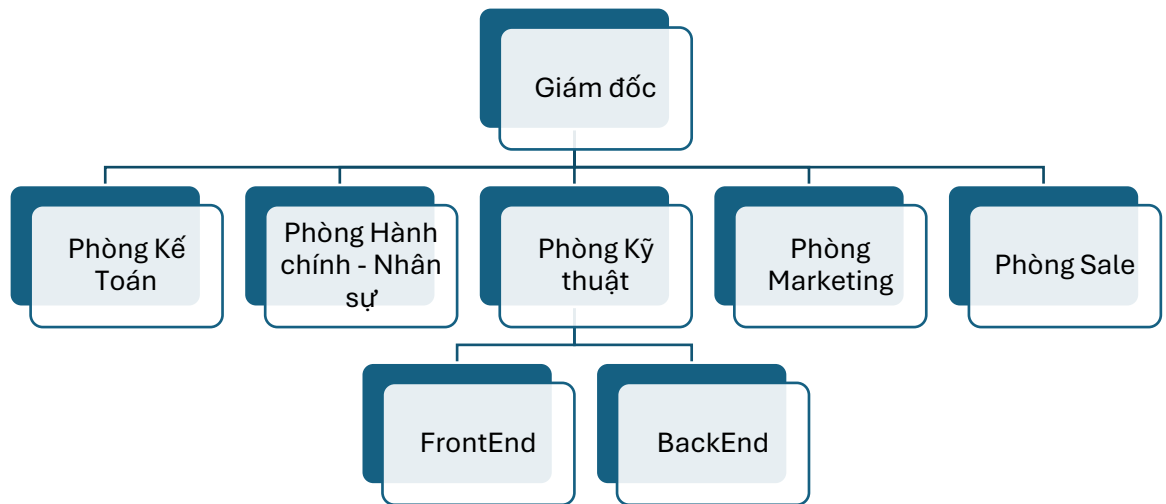 Giám đốc
Phòng Kế
Toán
Phòng Hành
chính - Nhân
sự
Phòng Kỹ
thuật
Phòng
Marketing
Phòng Sale
FrontEnd
BackEnd